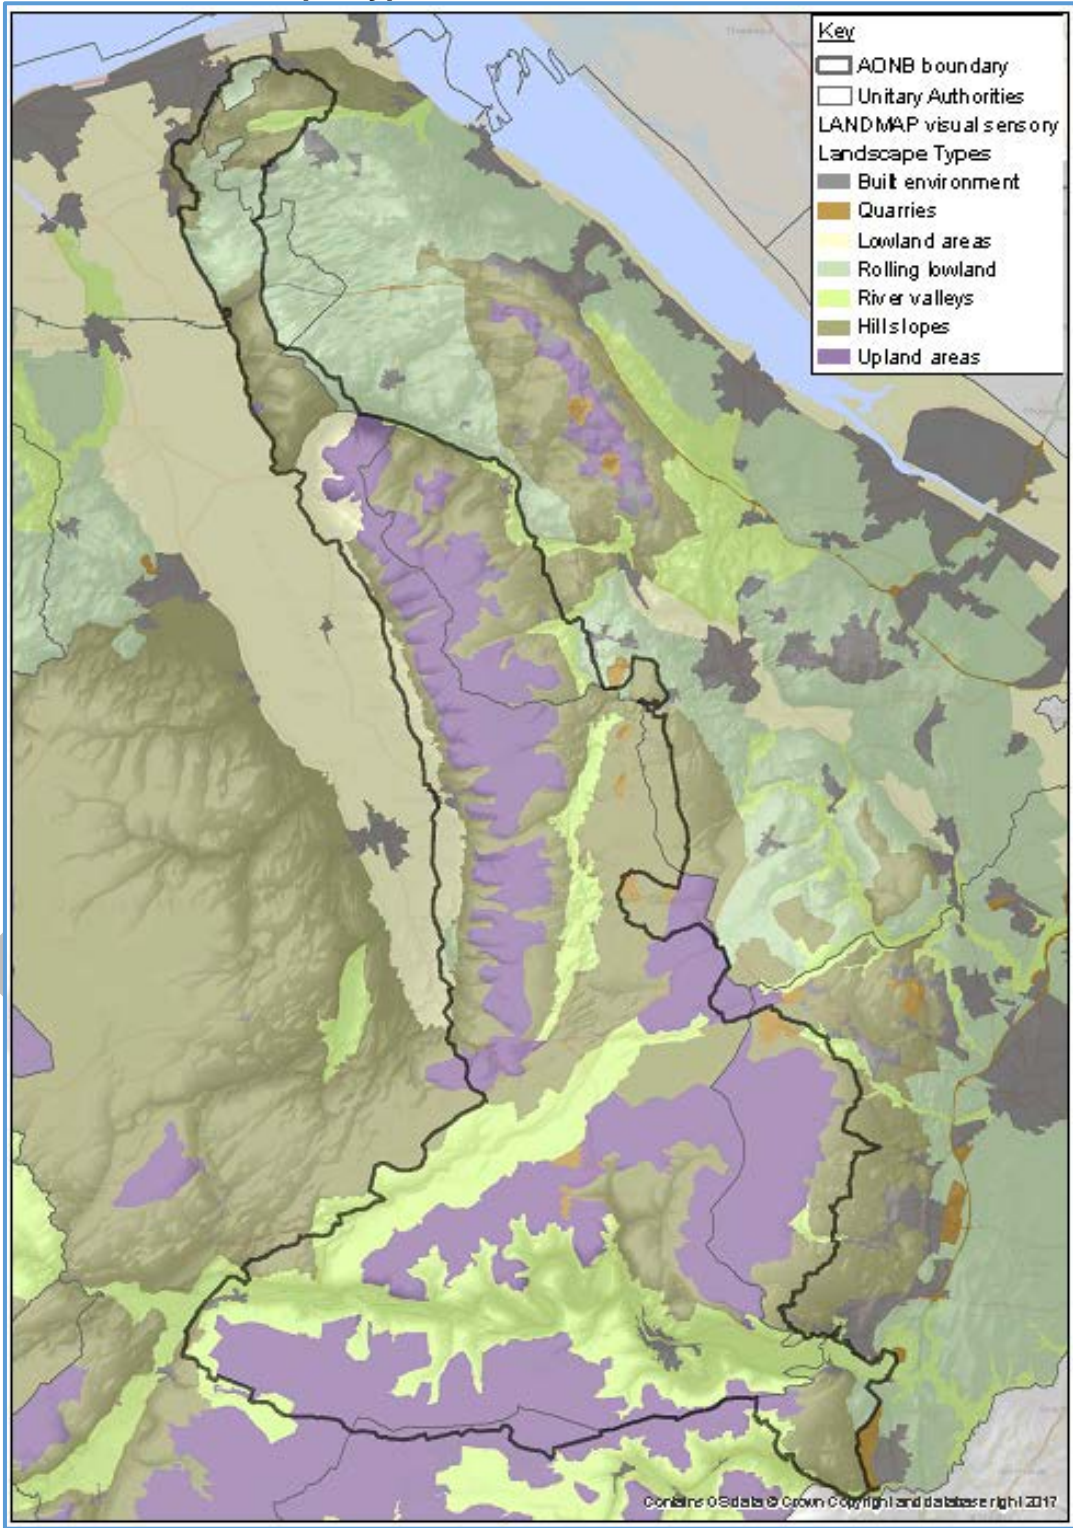 Key
AONB boundary
Unitary Authorities
LANDMAP visual sensory
Landscape Types
Built environment
Quarries
Lowland areas
Rolling lowland
River valleys
Hillslopes
Upland areas
Contains OS data © Crown Copyright and database right 2017